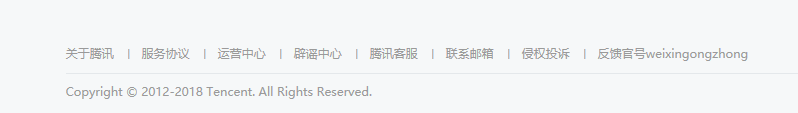 关于腾讯 | 服务协议 | 运营中心 | 辟谣中心 | 腾讯客服 | 联系邮箱 | 侵权投诉 | 反馈官号weixingongzhong
Copyright © 2012-2018 Tencent. All Rights Reserved.